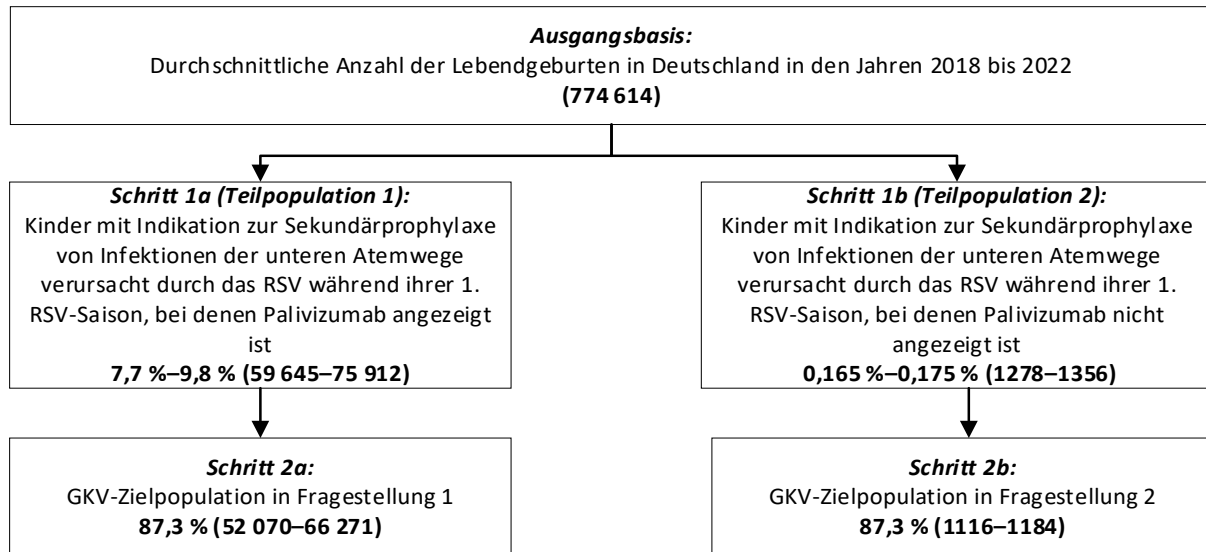 Ausgangsbasis:
Durchschnittliche Anzahl der Lebendgeburten in Deutschland in den Jahren 2018 bis 2022
(774 614)
Schritt 1a (Teilpopulation 1):
Kinder mit Indikation zur Sekundärprophylaxe
von Infektionen der unteren Atemwege
verursacht durch das RSV während ihrer 1.
RSV-Saison, bei denen Palivizumab angezeigt
ist
7,7 %–9,8 % (59 645–75 912)
Schritt 1b (Teilpopulation 2):
Kinder mit Indikation zur Sekundärprophylaxe
von Infektionen der unteren Atemwege
verursacht durch das RSV während ihrer 1.
RSV-Saison, bei denen Palivizumab nicht
angezeigt ist
0,165 %–0,175 % (1278–1356)
Schritt 2a:
GKV-Zielpopulation in Fragestellung 1
87,3 % (52 070–66 271)
Schritt 2b:
GKV-Zielpopulation in Fragestellung 2
87,3 % (1116–1184)